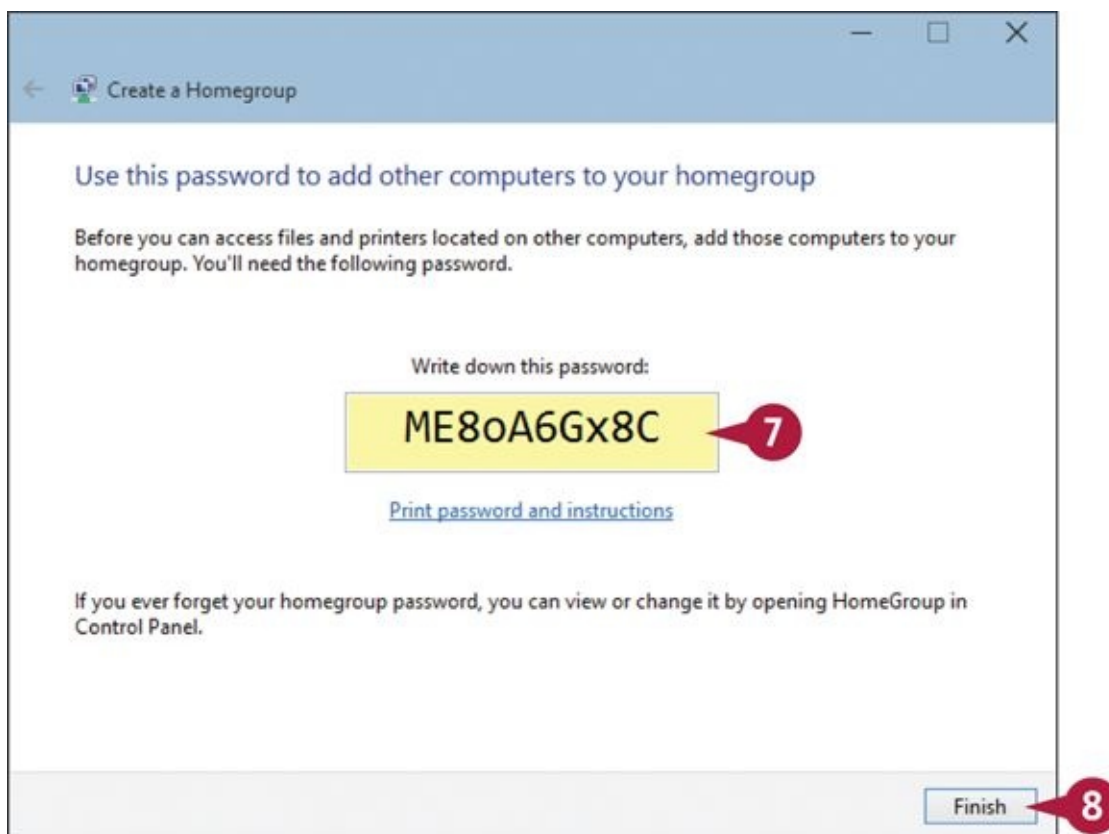 Create a Homegroup
Use this password to add other computers to your homegroup
Before you can access files and printers located on other computers, add those computers to your
homegroup. You'll need the following password.
Write down this password:
ME8oA6Gx8C
7
Print password and instructions
If you ever forget your homegroup password, you can view or change it by opening HomeGroup in
Control Panel.
Finish
8